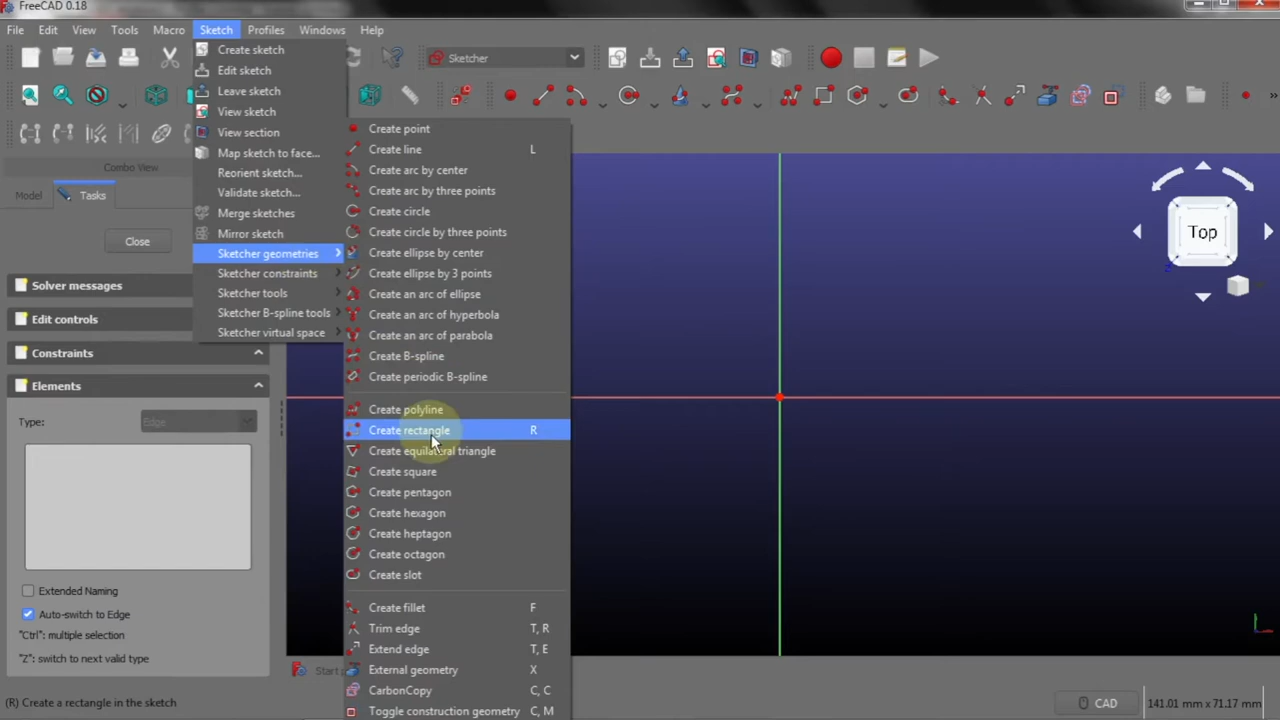 FreeCAD 0.18
File Edit View Tools Macro Sketch Profiles Windows Help
Sketcher
Create sketch
Edit sketch
Leave sketch
View sketch
View section
Map sketch to face...
Reorient sketch...
Validate sketch...
Merge sketches
Mirror sketch
Sketcher geometries
Sketcher constraints
Sketcher tools
Sketcher B-spline tools
Sketcher virtual space
Create point
Create line L
Create arc by center
Create arc by three points
Create circle
Create circle by three points
Create ellipse by center
Create ellipse by 3 points
Create an arc of ellipse
Create an arc of hyperbola
Create an arc of parabola
Create B-spline
Create periodic B-spline
Create polyline
Create rectangle R
Create equilateral triangle
Create square
Create pentagon
Create hexagon
Create heptagon
Create octagon
Create slot
Create fillet F
Trim edge T, R
Extend edge T, E
External geometry X
CarbonCopy C, C
Toggle construction geometry C, M
Combo View
Model Tasks
Close
Solver messages
Edit controls
Constraints
Elements
Type: Edge
Extended Naming
Auto-switch to Edge
"Ctrl": multiple selection
"Z": switch to next valid type
Top
Z
Start
(R) Create a rectangle in the sketch
CAD
141.01 mm x 71.17 mm